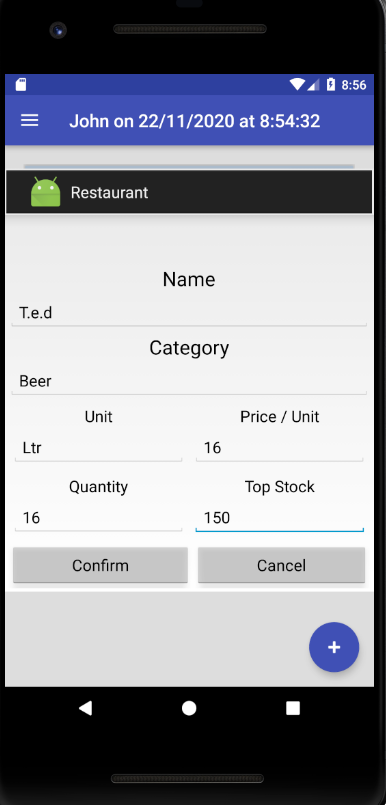 8:56
John on 22/11/2020 at 8:54:32
Restaurant
Name
T.e.d
Category
Beer
Unit Price / Unit
Ltr 16
Quantity Top Stock
16 150
Confirm Cancel
+